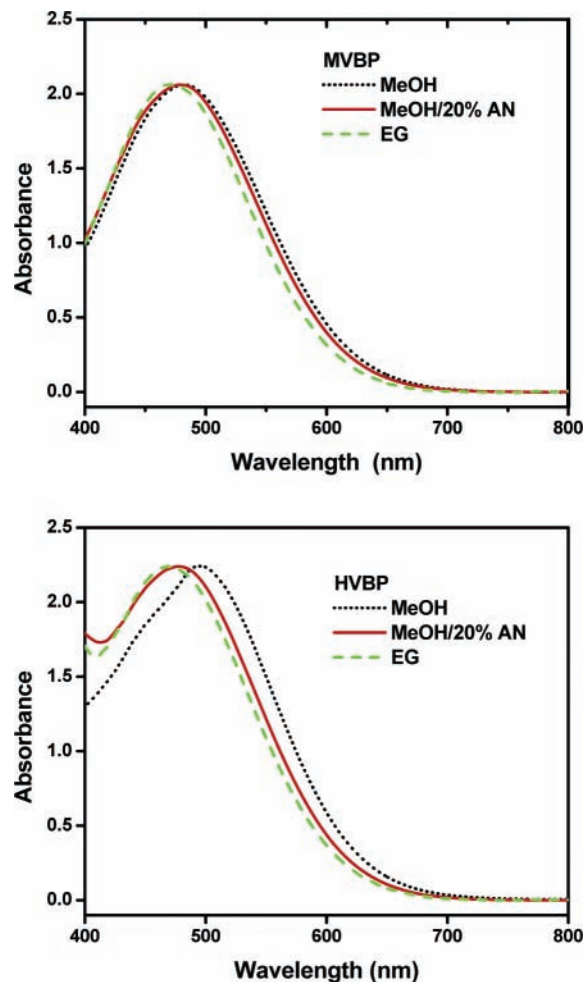 2.5
MVBP
MeOH
MeOH/20% AN
EG
2.0
1.5
1.0
0.5
0.0
Absorbance
400 500 600 700 800
Wavelength (nm)
2.5
HVBP
MeOH
MeOH/20% AN
EG
2.0
1.5
1.0
0.5
0.0
Absorbance
400 500 600 700 800
Wavelength (nm)